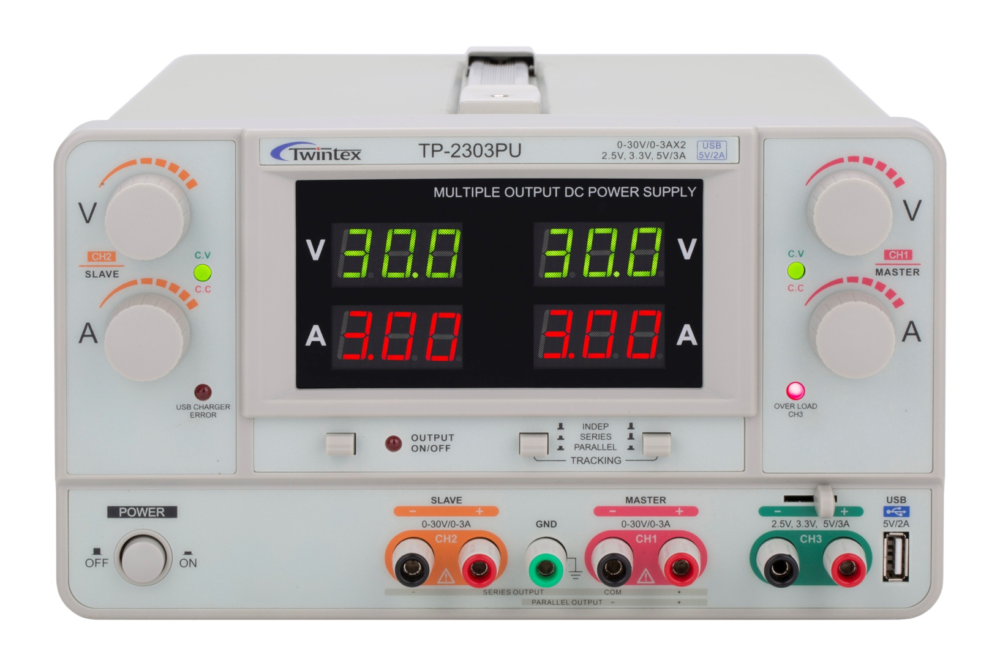 Twintex TP-2303PU 0-30V/0-3AX2 USB
2.5V, 3.3V, 5V/3A 5V/2A
MULTIPLE OUTPUT DC POWER SUPPLY
V
V 30.0 30.0 V
V
CH2
SLAVE
C.V
C.C
C.V
C.C
CH1
MASTER
A
A 3.00 3.00 A
A
USB CHARGER
ERROR
OVER LOAD
CH3
OUTPUT
ON/OFF
INDEP
SERIES
PARALLEL
TRACKING
POWER
OFF
ON
SLAVE
- +
0-30V/0-3A
CH2
GND
MASTER
- +
0-30V/0-3A
CH1
- +
2.5V, 3.3V, 5V/3A
CH3
USB
5V/2A
- SERIES OUTPUT COM +
PARALLEL OUTPUT - +